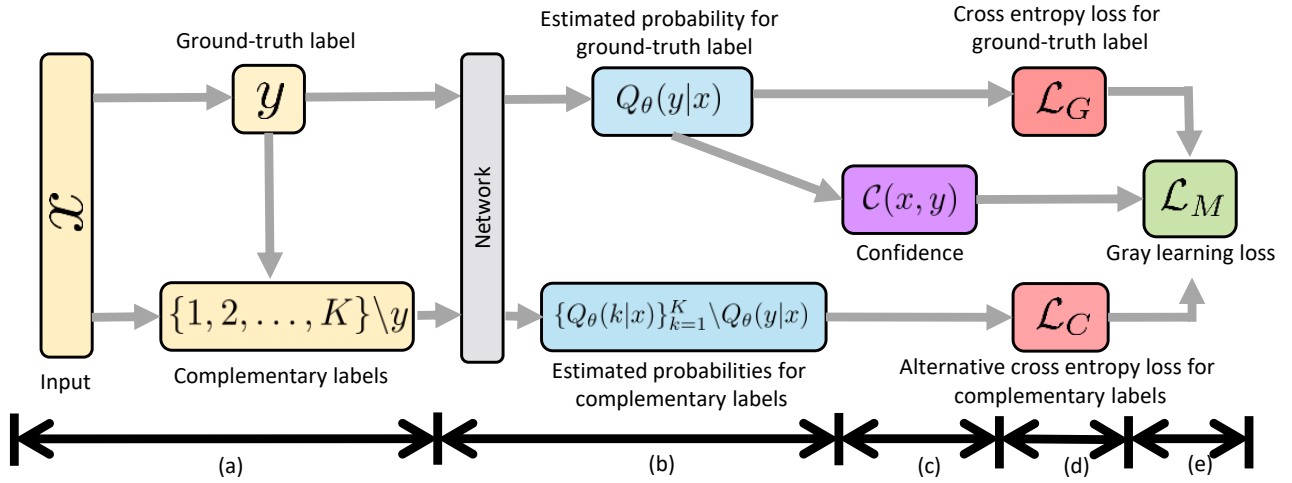 Ground-truth label
Estimated probability for
ground-truth label
Cross entropy loss for
ground-truth label
x
y
Network
Q_θ(y|x)
ℒ_G
C(x, y)
Confidence
ℒ_M
Gray learning loss
{1, 2, . . . , K}\y
{Q_θ(k|x)}_{k=1}^K\Q_θ(y|x)
ℒ_C
Input
Complementary labels
Estimated probabilities for
complementary labels
Alternative cross entropy loss for
complementary labels
(a)
(b)
(c)
(d)
(e)